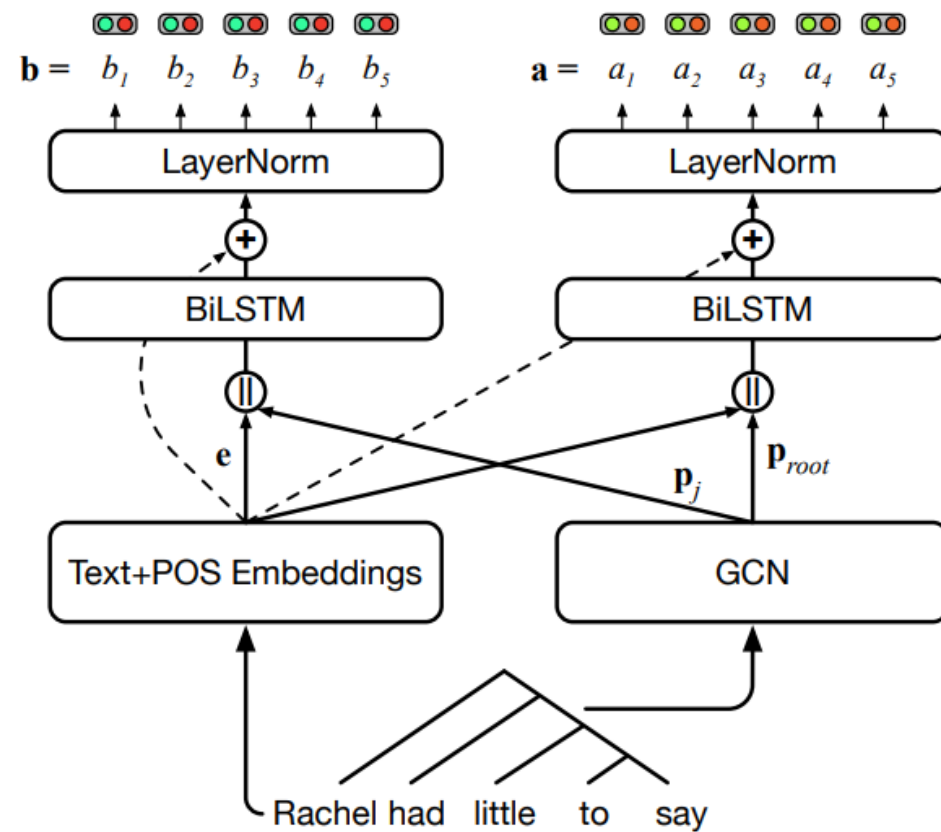 b = b1 b2 b3 b4 b5 a = a1 a2 a3 a4 a5
LayerNorm LayerNorm
+ +
BiLSTM BiLSTM
|| ||
e pj proot
Text+POS Embeddings GCN
Rachel had little to say